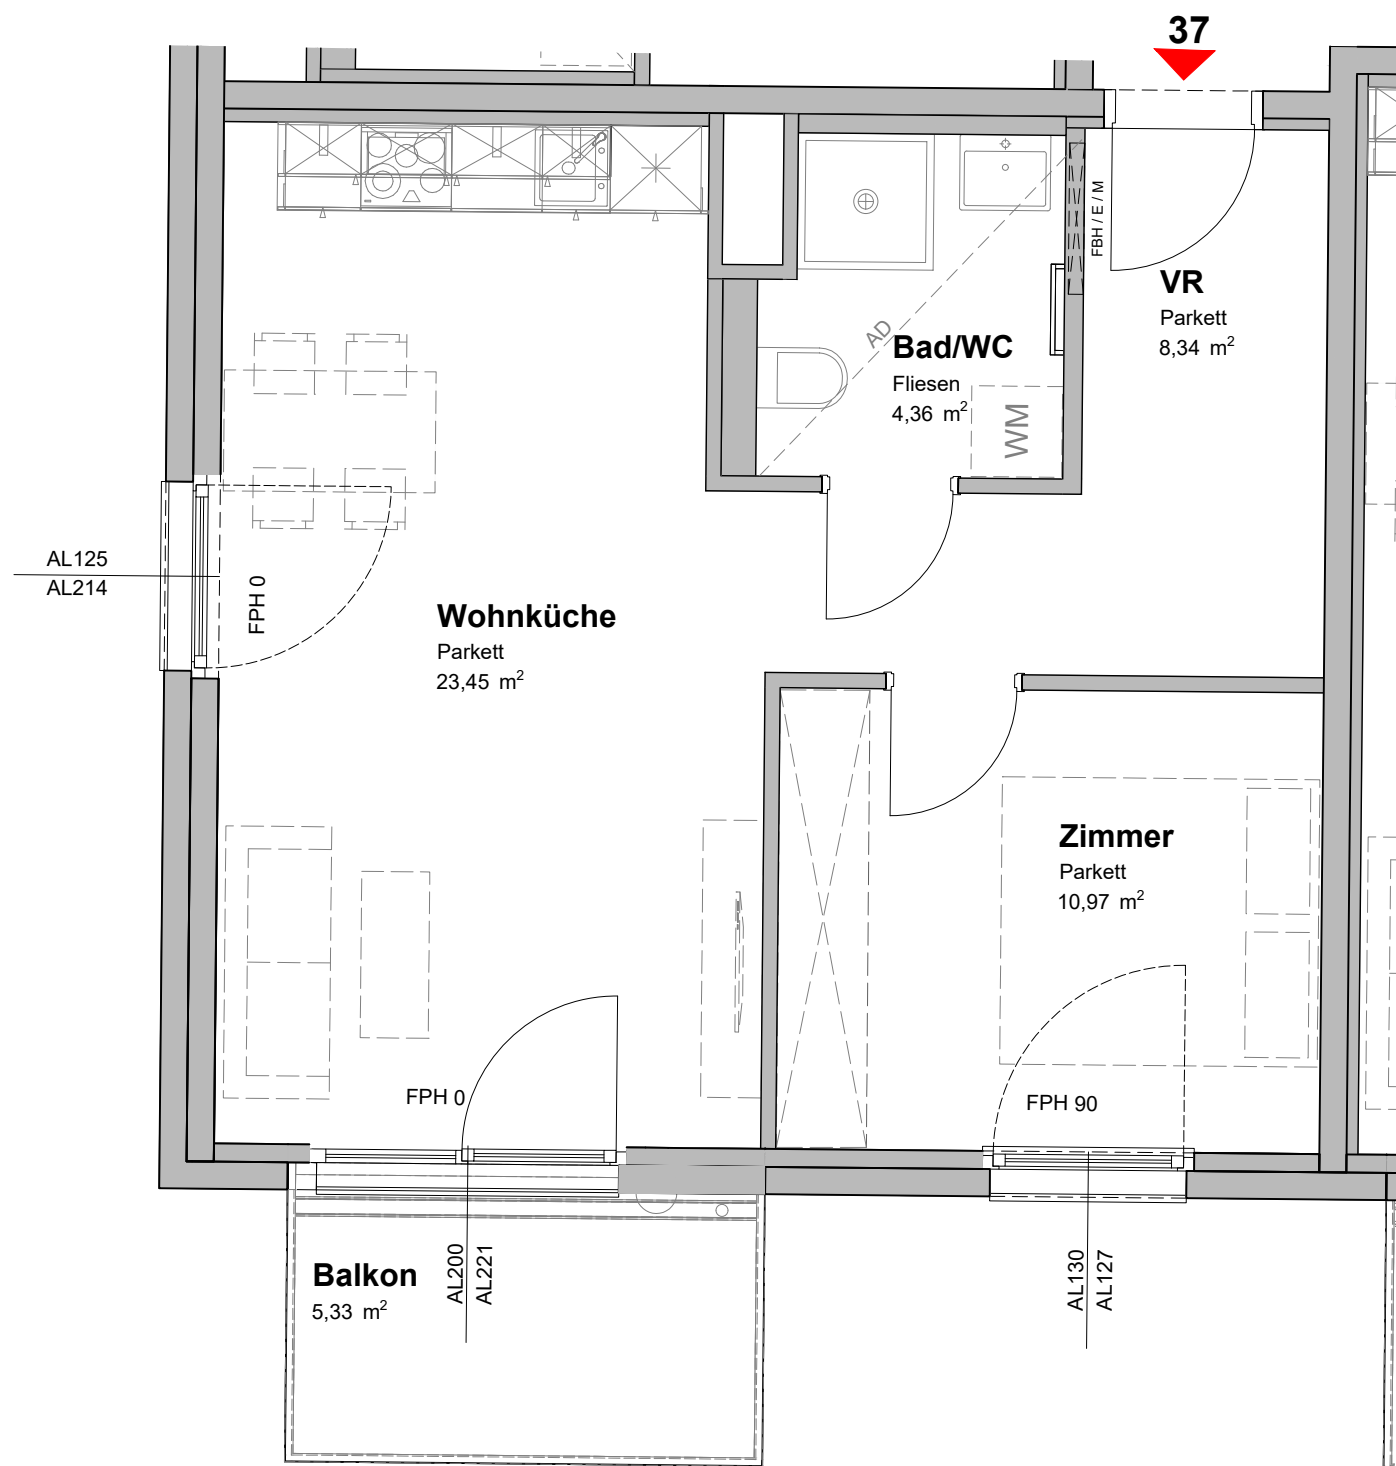 37
FBH / E / M
VR
Parkett
8,34 m²
AD
Bad/WC
Fliesen
4,36 m²
WM
AL125
AL214
FPH 0
Wohnküche
Parkett
23,45 m²
Zimmer
Parkett
10,97 m²
FPH 0
FPH 90
Balkon
5,33 m²
AL200
AL221
AL130
AL127